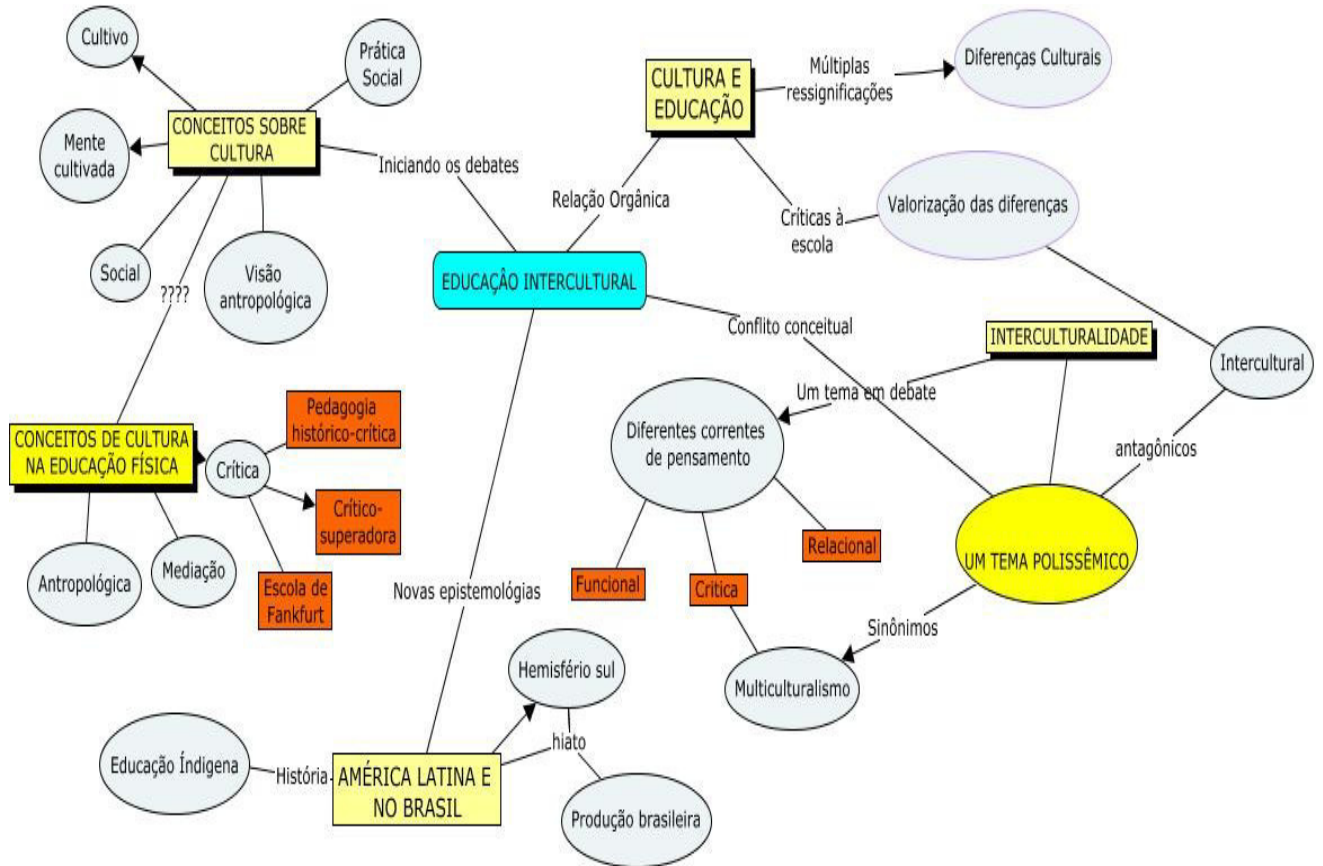 Cultivo
Prática
Social
CONCEITOS SOBRE
CULTURA
Mente
cultivada
Iniciando os debates
Social
????
Visão
antropológica
CULTURA E
EDUCAÇÃO
Múltiplas
ressignificações
Diferenças Culturais
Relação Orgânica
Críticas à
escola
Valorização das diferenças
EDUCAÇÂO INTERCULTURAL
Conflito conceitual
INTERCULTURALIDADE
Intercultural
Um tema em debate
Diferentes correntes
de pensamento
antagônicos
CONCEITOS DE CULTURA
NA EDUCAÇÃO FÍSICA
Crítica
Pedagogia
histórico-crítica
Crítico-
superadora
Escola de
Fankfurt
Antropológica
Mediação
Novas epistemológias
Funcional
Critica
Relacional
UM TEMA POLISSÊMICO
Sinônimos
Multiculturalismo
Hemisfério sul
hiato
Educação Índigena
História
AMÉRICA LATINA E
NO BRASIL
Produção brasileira